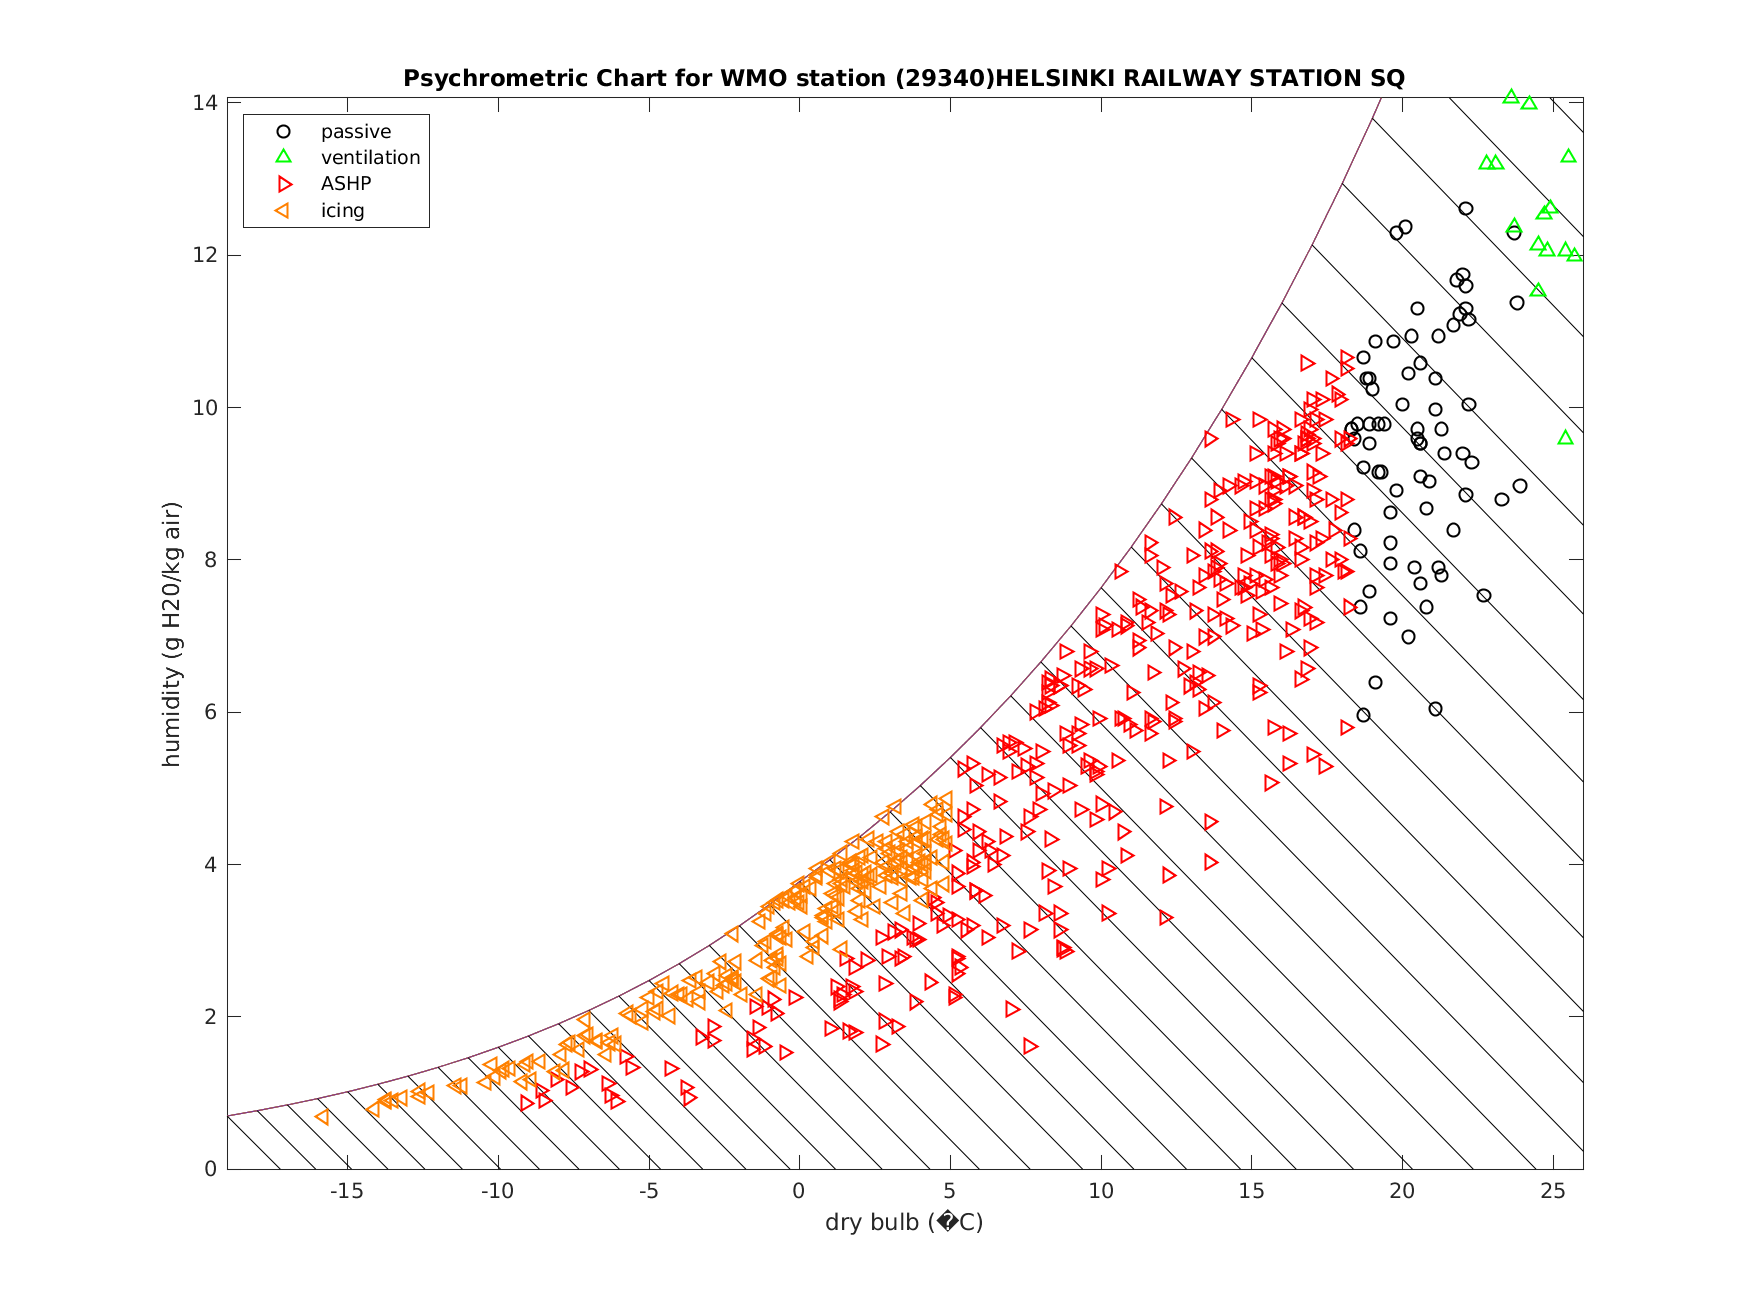 Psychrometric Chart for WMO station (29340)HELSINKI RAILWAY STATION SQ
14
12
10
8
6
4
2
0
passive
ventilation
ASHP
icing
humidity (g H20/kg air)
-15
-10
-5
0
5
10
15
20
25
dry bulb (�C)